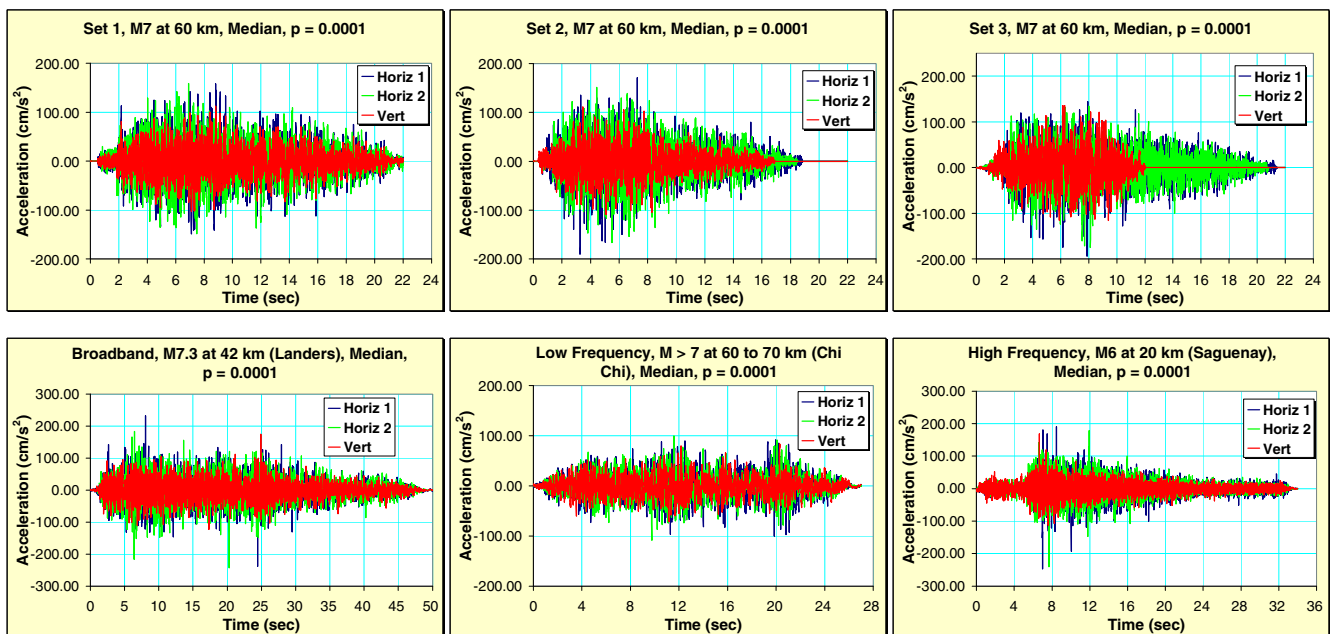 Set 1, M7 at 60 km, Median, p = 0.0001
200.00
100.00
0.00
-100.00
-200.00
Acceleration (cm/s²)
Horiz 1
Horiz 2
Vert
0 2 4 6 8 10 12 14 16 18 20 22 24
Time (sec)
Set 2, M7 at 60 km, Median, p = 0.0001
200.00
100.00
0.00
-100.00
-200.00
Acceleration (cm/s²)
Horiz 1
Horiz 2
Vert
0 2 4 6 8 10 12 14 16 18 20 22 24
Time (sec)
Set 3, M7 at 60 km, Median, p = 0.0001
200.00
100.00
0.00
-100.00
-200.00
Acceleration (cm/s²)
Horiz 1
Horiz 2
Vert
0 2 4 6 8 10 12 14 16 18 20 22 24
Time (sec)
Broadband, M7.3 at 42 km (Landers), Median,
p = 0.0001
300.00
200.00
100.00
0.00
-100.00
-200.00
-300.00
Acceleration (cm/s²)
Horiz 1
Horiz 2
Vert
0 5 10 15 20 25 30 35 40 45 50
Time (sec)
Low Frequency, M > 7 at 60 to 70 km (Chi
Chi), Median, p = 0.0001
200.00
100.00
0.00
-100.00
-200.00
Acceleration (cm/s²)
Horiz 1
Horiz 2
Vert
0 4 8 12 16 20 24 28
Time (sec)
High Frequency, M6 at 20 km (Saguenay),
Median, p = 0.0001
300.00
200.00
100.00
0.00
-100.00
-200.00
-300.00
Acceleration (cm/s²)
Horiz 1
Horiz 2
Vert
0 4 8 12 16 20 24 28 32 36
Time (sec)